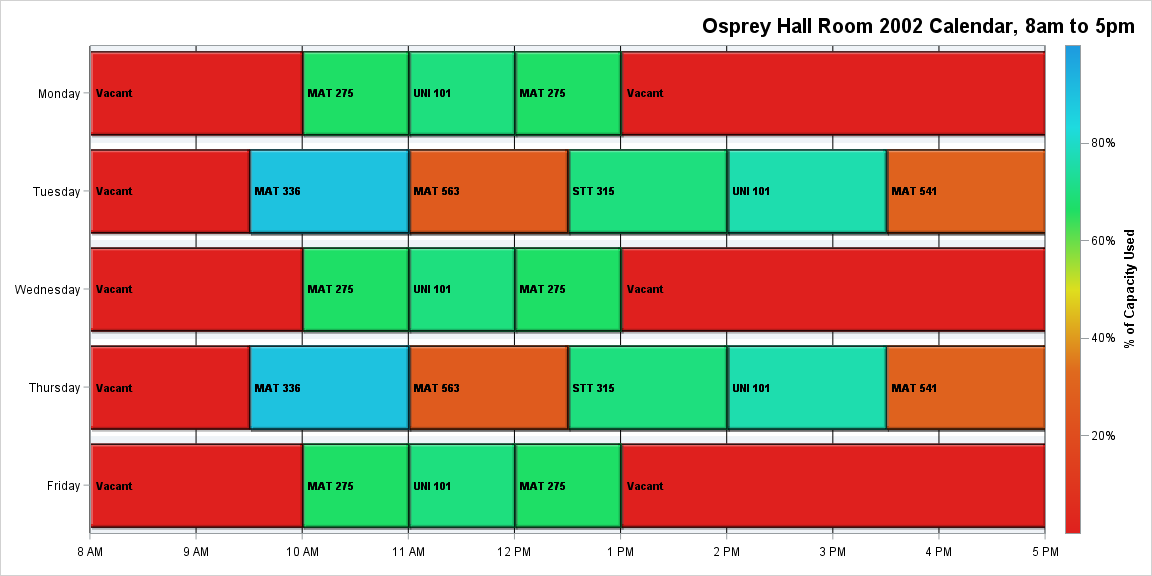 Osprey Hall Room 2002 Calendar, 8am to 5pm
Monday
Vacant
MAT 275
UNI 101
MAT 275
Vacant
Tuesday
Vacant
MAT 336
MAT 563
STT 315
UNI 101
MAT 541
Wednesday
Vacant
MAT 275
UNI 101
MAT 275
Vacant
Thursday
Vacant
MAT 336
MAT 563
STT 315
UNI 101
MAT 541
Friday
Vacant
MAT 275
UNI 101
MAT 275
Vacant
8 AM
9 AM
10 AM
11 AM
12 PM
1 PM
2 PM
3 PM
4 PM
5 PM
80%
60%
40%
20%
% of Capacity Used